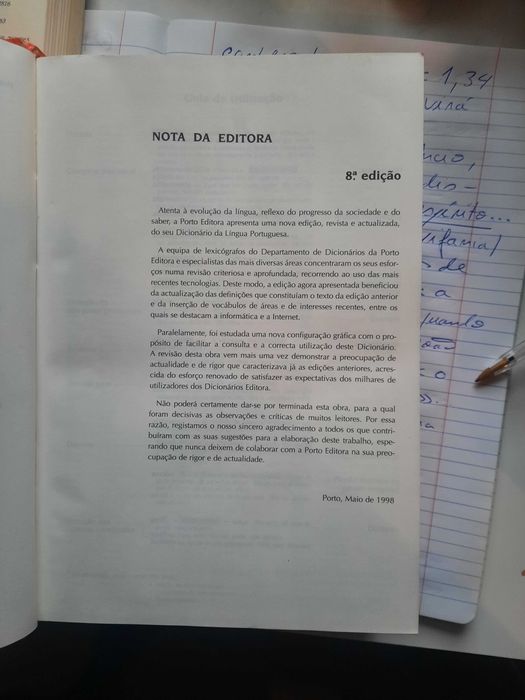 NOTA DA EDITORA
8.ª edição
Atenta à evolução da língua, reflexo do progresso da sociedade e do
saber, a Porto Editora apresenta uma nova edição, revista e actualizada,
do seu Dicionário da Língua Portuguesa.
A equipa de lexicógrafos do Departamento de Dicionários da Porto
Editora e especialistas das mais diversas áreas concentraram os seus esfor-
ços numa revisão criteriosa e aprofundada, recorrendo ao uso das mais
recentes tecnologias. Deste modo, a edição agora apresentada beneficiou
da actualização das definições que constituíam o texto da edição anterior
e da inserção de vocábulos de áreas e de interesses recentes, entre os
quais se destacam a informática e a Internet.
Paralelamente, foi estudada uma nova configuração gráfica com o pro-
pósito de facilitar a consulta e a correcta utilização deste Dicionário.
A revisão desta obra vem mais uma vez demonstrar a preocupação de
actualidade e de rigor que caracterizava já as edições anteriores, acres-
cida do esforço renovado de satisfazer as expectativas dos milhares de
utilizadores dos Dicionários Editora.
Não poderá certamente dar-se por terminada esta obra, para a qual
foram decisivas as observações e críticas de muitos leitores. Por essa
razão, registamos o nosso sincero agradecimento a todos os que contri-
buíram com as suas sugestões para a elaboração deste trabalho, espe-
rando que nunca deixem de colaborar com a Porto Editora na sua preo-
cupação de rigor e de actualidade.
Porto, Maio de 1998
1,34
de
a
o